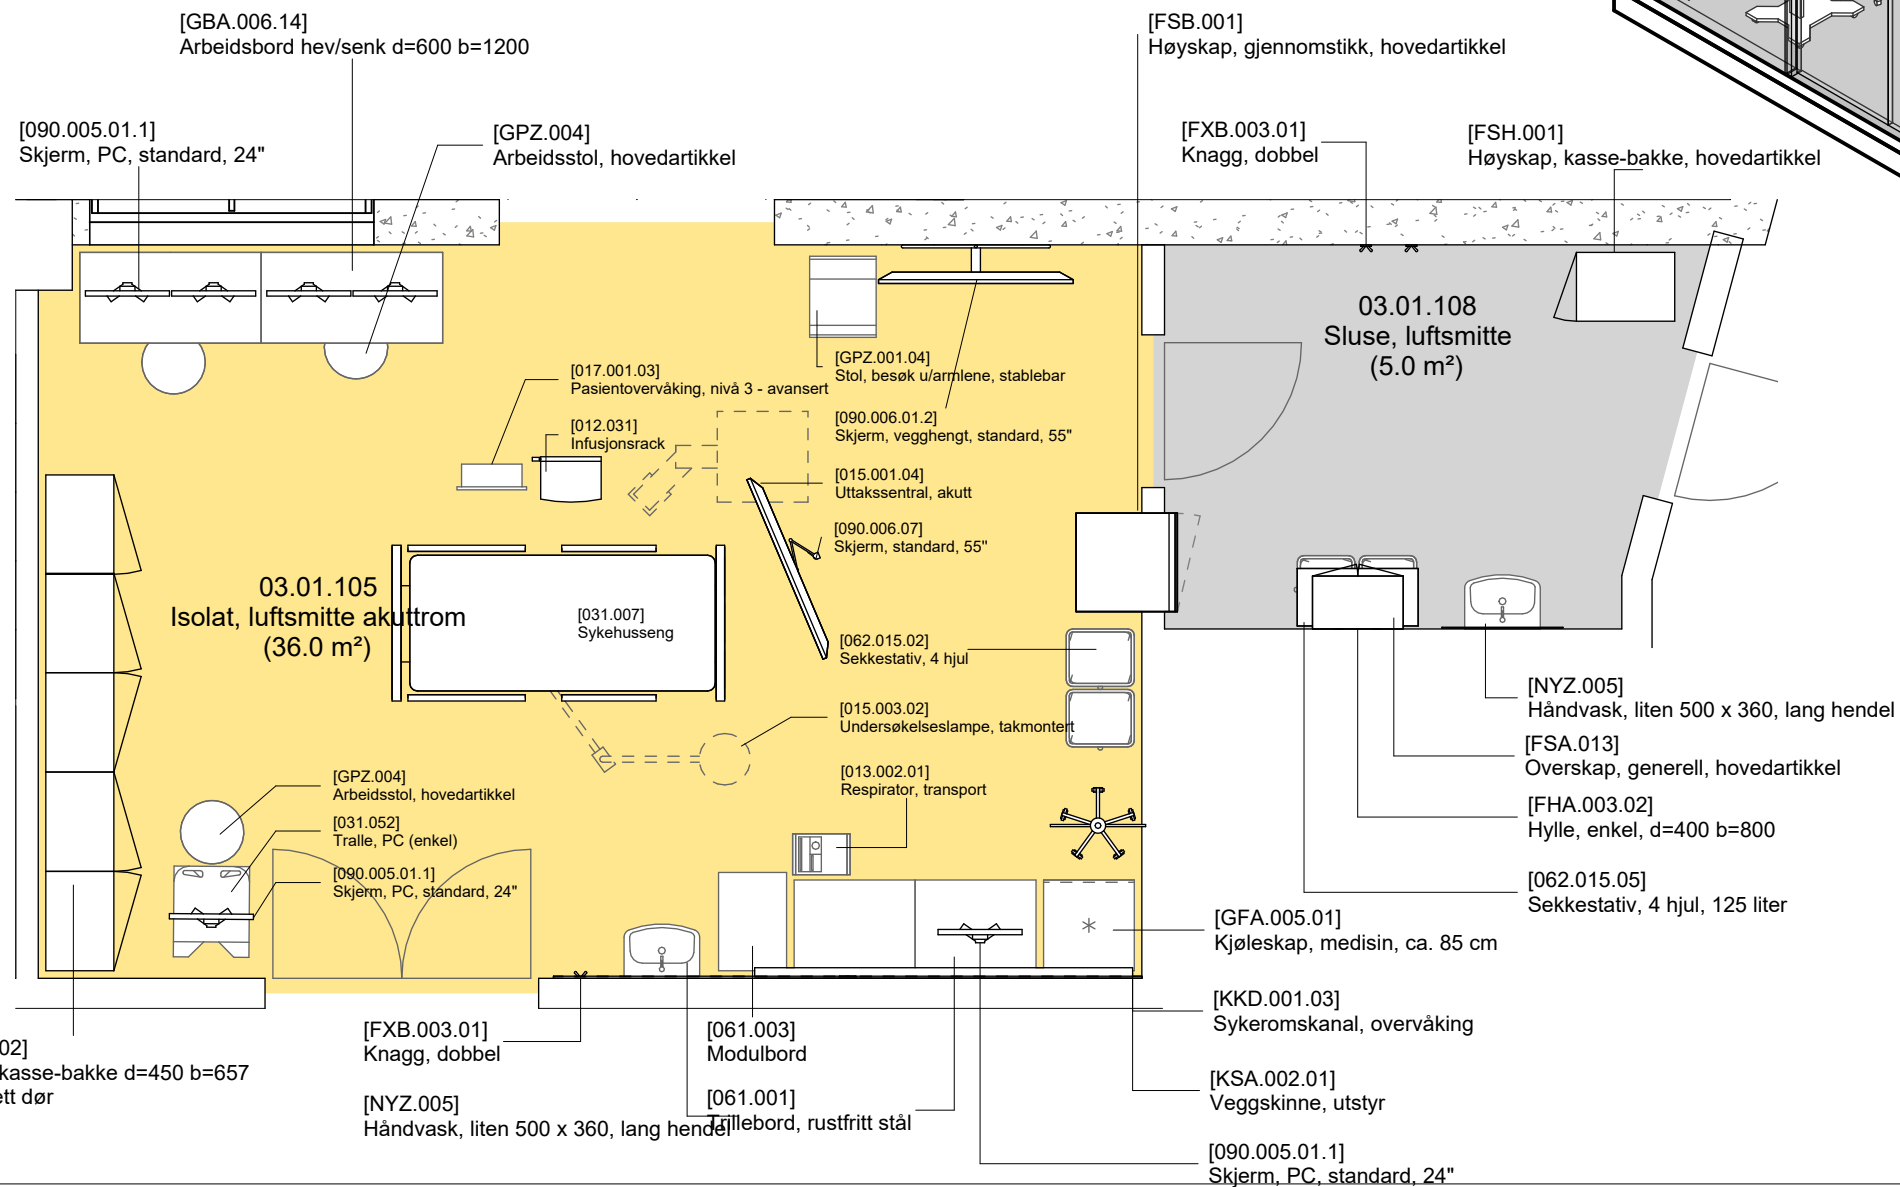 [GBA.006.14]
Arbeidsbord hev/senk d=600 b=1200
[FSB.001]
Høyskap, gjennomstikk, hovedartikkel
[090.005.01.1]
Skjerm, PC, standard, 24"
[GPZ.004]
Arbeidsstol, hovedartikkel
[FXB.003.01]
Knagg, dobbel
[FSH.001]
Høyskap, kasse-bakke, hovedartikkel
03.01.108
Sluse, luftsmitte
(5.0 m²)
[GPZ.001.04]
Stol, besøk u/armlene, stablebar
[017.001.03]
Pasientovervåking, nivå 3 - avansert
[090.006.01.2]
Skjerm, vegghengt, standard, 55"
[012.031]
Infusjonsrack
[015.001.04]
Uttakssentral, akutt
[090.006.07]
Skjerm, standard, 55"
03.01.105
Isolat, luftsmitte akuttrom
(36.0 m²)
[031.007]
Sykehusseng
[062.015.02]
Sekkestativ, 4 hjul
[015.003.02]
Undersøkelseslampe, takmontert
[013.002.01]
Respirator, transport
[GPZ.004]
Arbeidsstol, hovedartikkel
[031.052]
Tralle, PC (enkel)
[090.005.01.1]
Skjerm, PC, standard, 24"
[NYZ.005]
Håndvask, liten 500 x 360, lang hendel
[FSA.013]
Overskap, generell, hovedartikkel
[FHA.003.02]
Hylle, enkel, d=400 b=800
[062.015.05]
Sekkestativ, 4 hjul, 125 liter
[GFA.005.01]
Kjøleskap, medisin, ca. 85 cm
[KKD.001.03]
Sykeromskanal, overvåking
[KSA.002.01]
Veggskinne, utstyr
[090.005.01.1]
Skjerm, PC, standard, 24"
02]
kasse-bakke d=450 b=657
ett dør
[FXB.003.01]
Knagg, dobbel
[061.003]
Modulbord
[NYZ.005]
Håndvask, liten 500 x 360, lang hendel
[061.001]
Trillebord, rustfritt stål